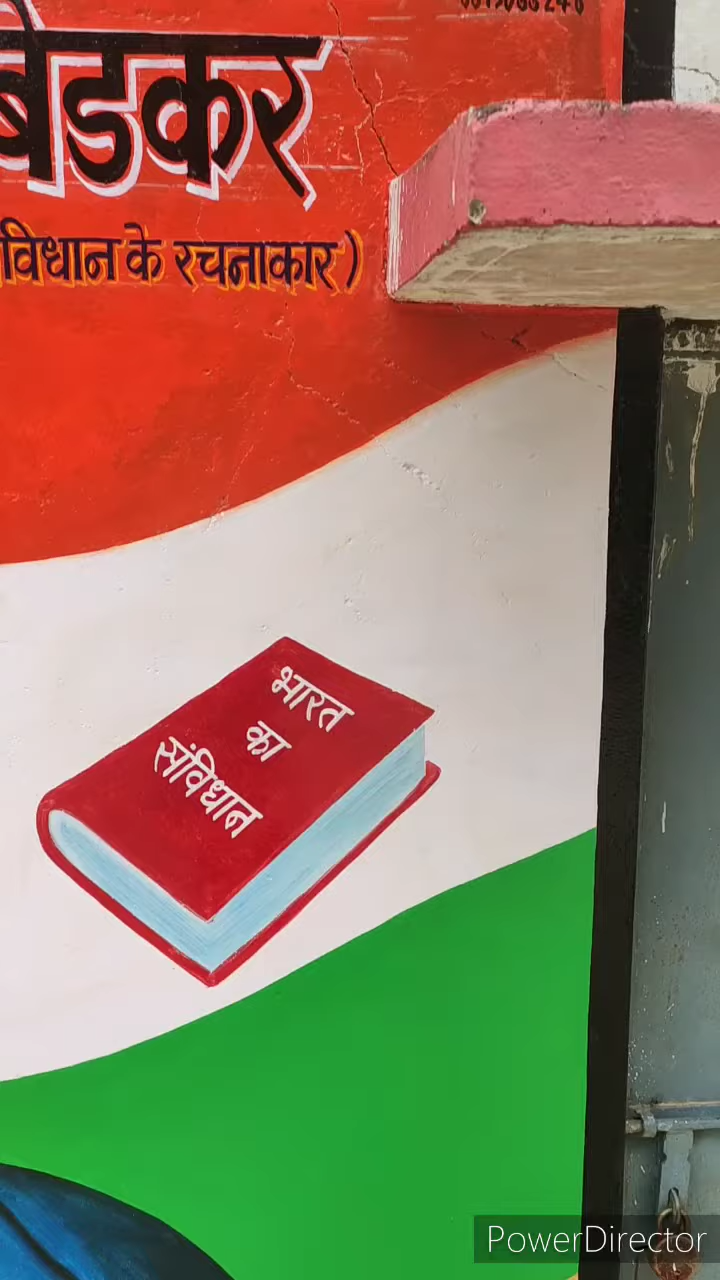 बेडकर
विधान के रचनाकार )
भारत
का
संविधान
PowerDirector